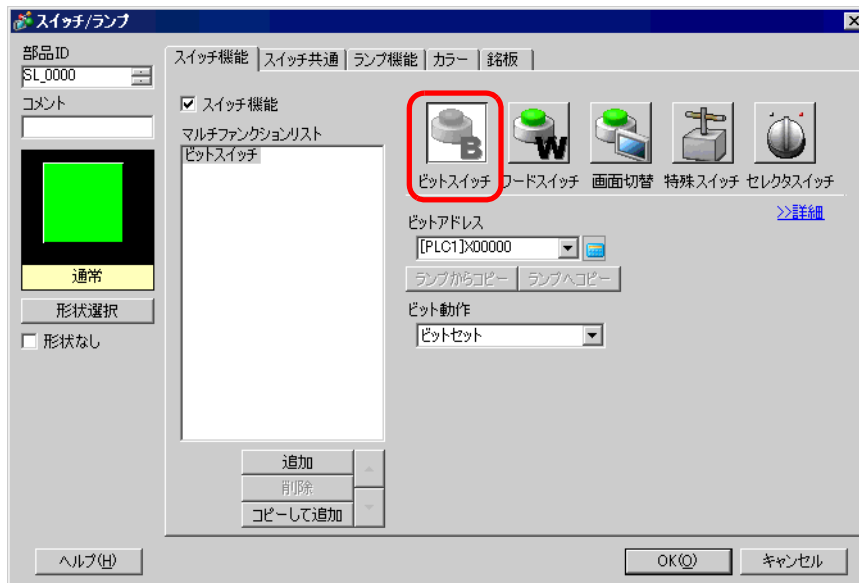 スイッチ/ランプ
部品ID
SL_0000
コメント
通常
形状選択
形状なし
スイッチ機能 スイッチ共通 ランプ機能 カラー 銘板
スイッチ機能
マルチファンクションリスト
ビットスイッチ
追加
削除
コピーして追加
B W
ビットスイッチ ワードスイッチ 画面切替 特殊スイッチ セレクタスイッチ
>>詳細
ビットアドレス
[PLC1]X00000
ランプからコピー ランプへコピー
ビット動作
ビットセット
ヘルプ(H) OK(O) キャンセル